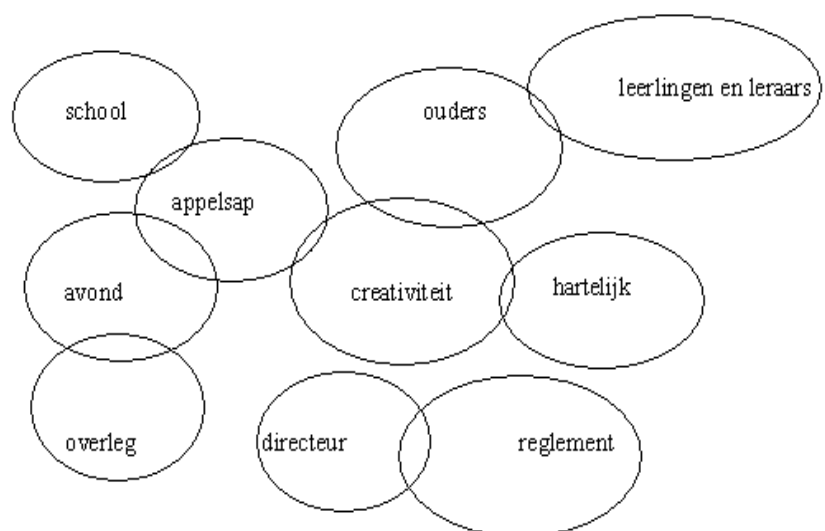 leerlingen en leraars
school
ouders
appelsap
avond
creativiteit
hartelijk
overleg
directeur
reglement